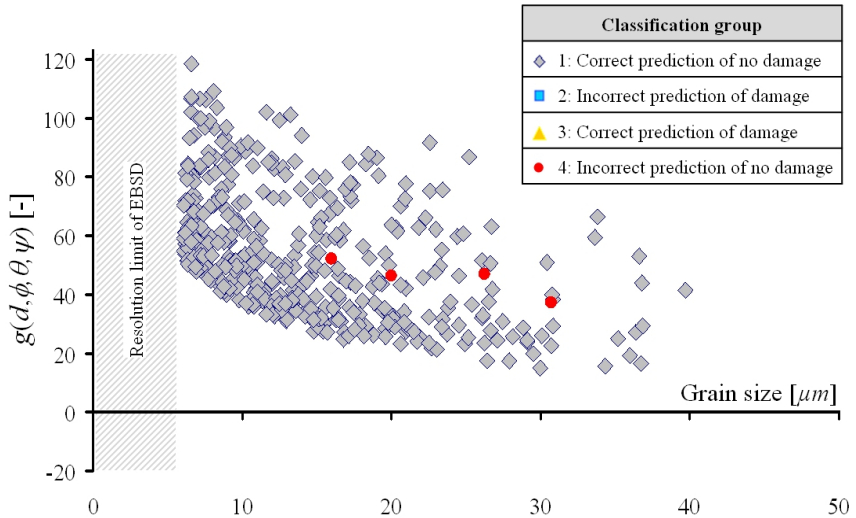 Classification group
1: Correct prediction of no damage
2: Incorrect prediction of damage
3: Correct prediction of damage
4: Incorrect prediction of no damage
g(d,ϕ,θ,ψ) [-]
120
100
80
60
40
20
0
-20
Resolution limit of EBSD
Grain size [μm]
0
10
20
30
40
50